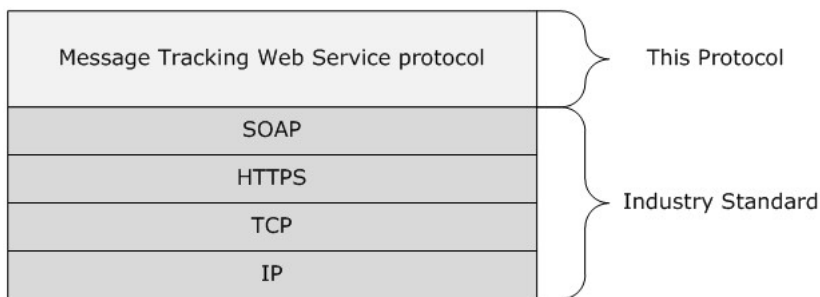 Message Tracking Web Service protocol
This Protocol
SOAP
HTTPS
TCP
IP
Industry Standard